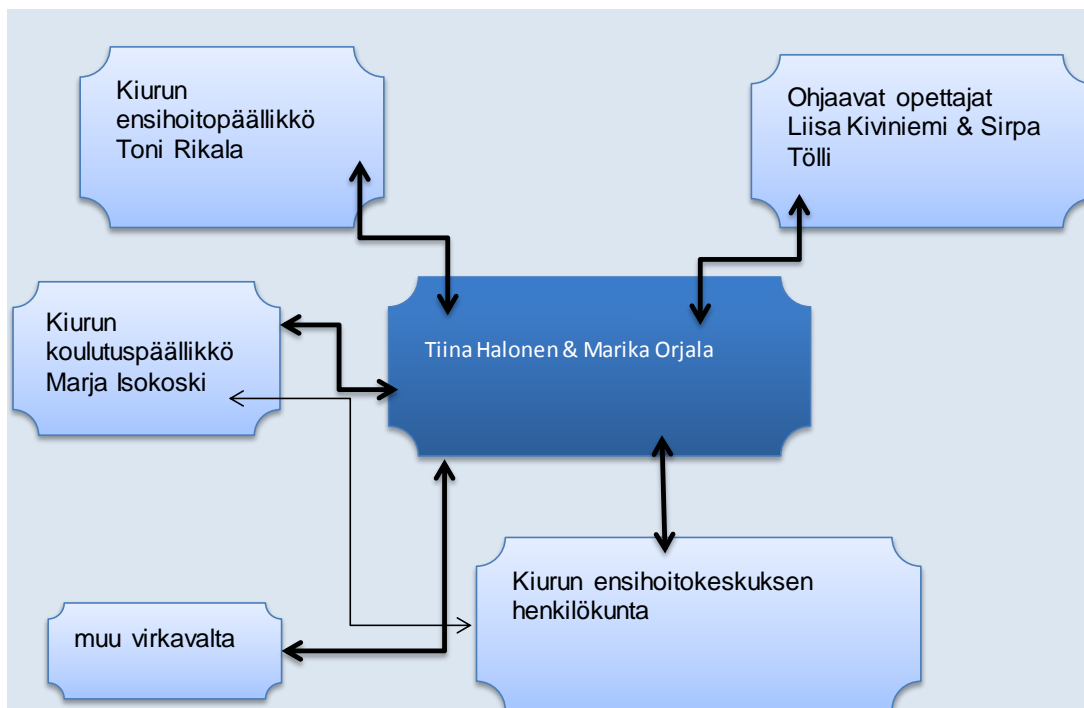 Kiurun
ensihoitopäällikkö
Toni Rikala
Ohjaavat opettajat
Liisa Kiviniemi & Sirpa
Tölli
Kiurun
koulutuspäällikkö
Marja Isokoski
Tiina Halonen & Marika Orjala
Kiurun ensihoitokeskuksen
henkilökunta
muu virkavalta